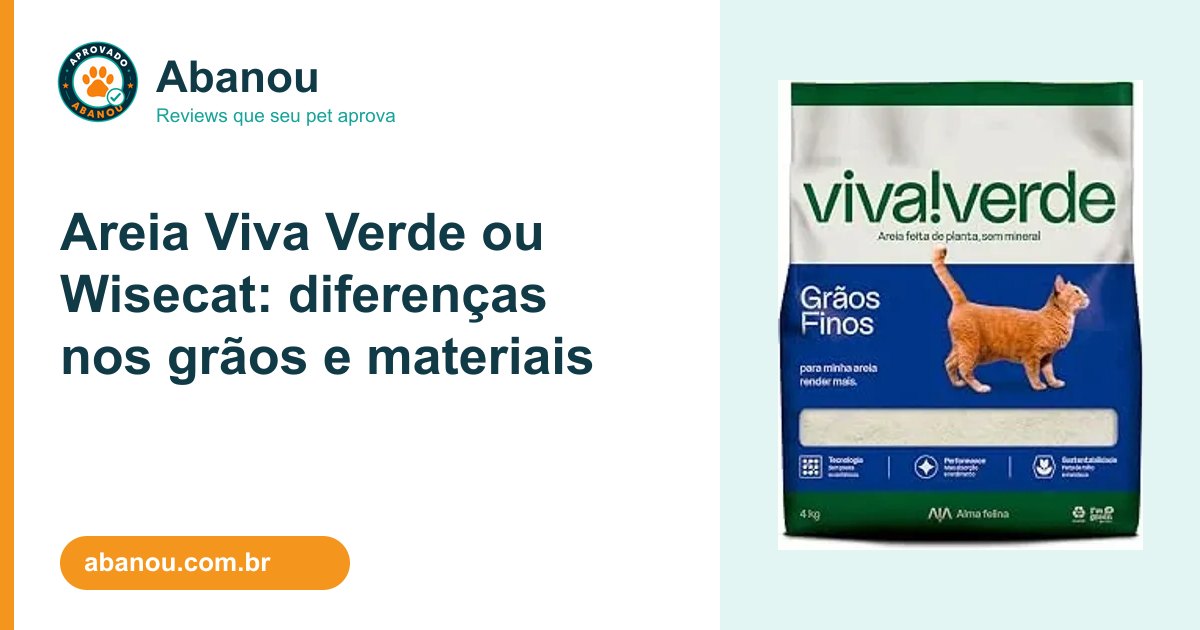 APROVADO
ABANOU
Abanou
Reviews que seu pet aprova
Areia Viva Verde ou
Wisecat: diferenças
nos grãos e materiais
abanou.com.br
viva!verde
Areia feita de planta, sem mineral
Grãos
Finos
para minha areia
render mais.
Tecnologia
Performance
Sustentabilidade
4 kg
Alma felina